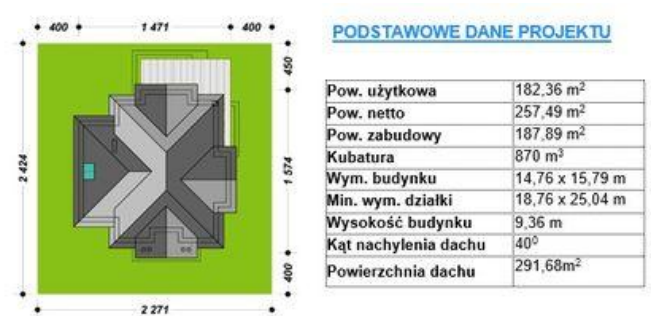 400 1 471 400
PODSTAWOWE DANE PROJEKTU
450
2 424
1 574
400
2 271
Pow. użytkowa 182,36 m²
Pow. netto 257,49 m²
Pow. zabudowy 187,89 m²
Kubatura 870 m³
Wym. budynku 14,76 x 15,79 m
Min. wym. działki 18,76 x 25,04 m
Wysokość budynku 9,36 m
Kąt nachylenia dachu 40⁰
Powierzchnia dachu 291,68m²